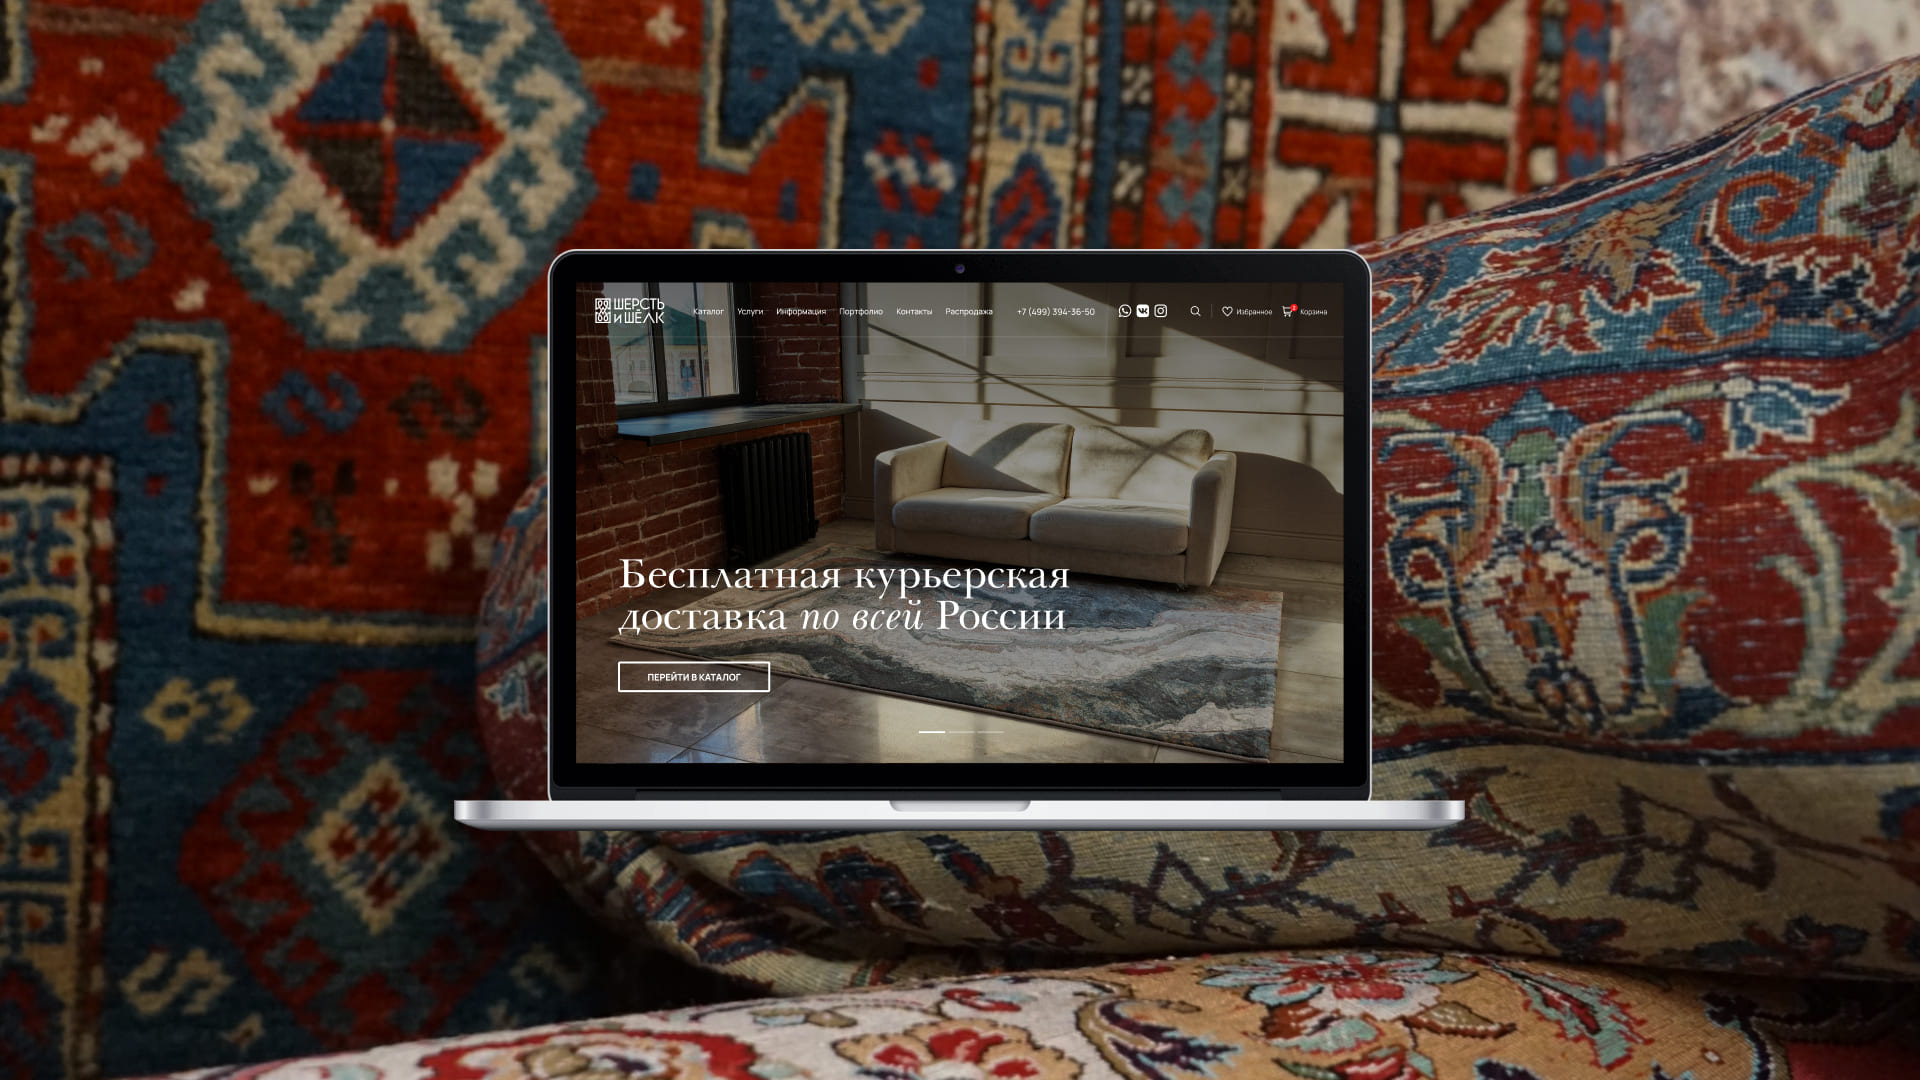 ШЕРСТЬ
И ШЁЛК
Каталог Услуги Информация Портфолио Контакты Распродажа +7 (499) 394-36-50 Избранное Корзина
Бесплатная курьерская
доставка по всей России
ПЕРЕЙТИ В КАТАЛОГ